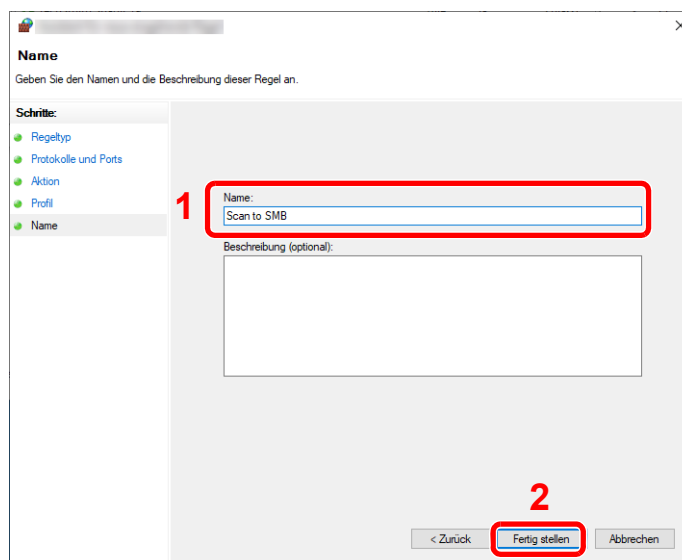 Name
Geben Sie den Namen und die Beschreibung dieser Regel an.
Schritte:
Regeltyp
Protokolle und Ports
Aktion
Profil
Name
1
Name:
Scan to SMB
Beschreibung (optional):
2
< Zurück
Fertig stellen
Abbrechen